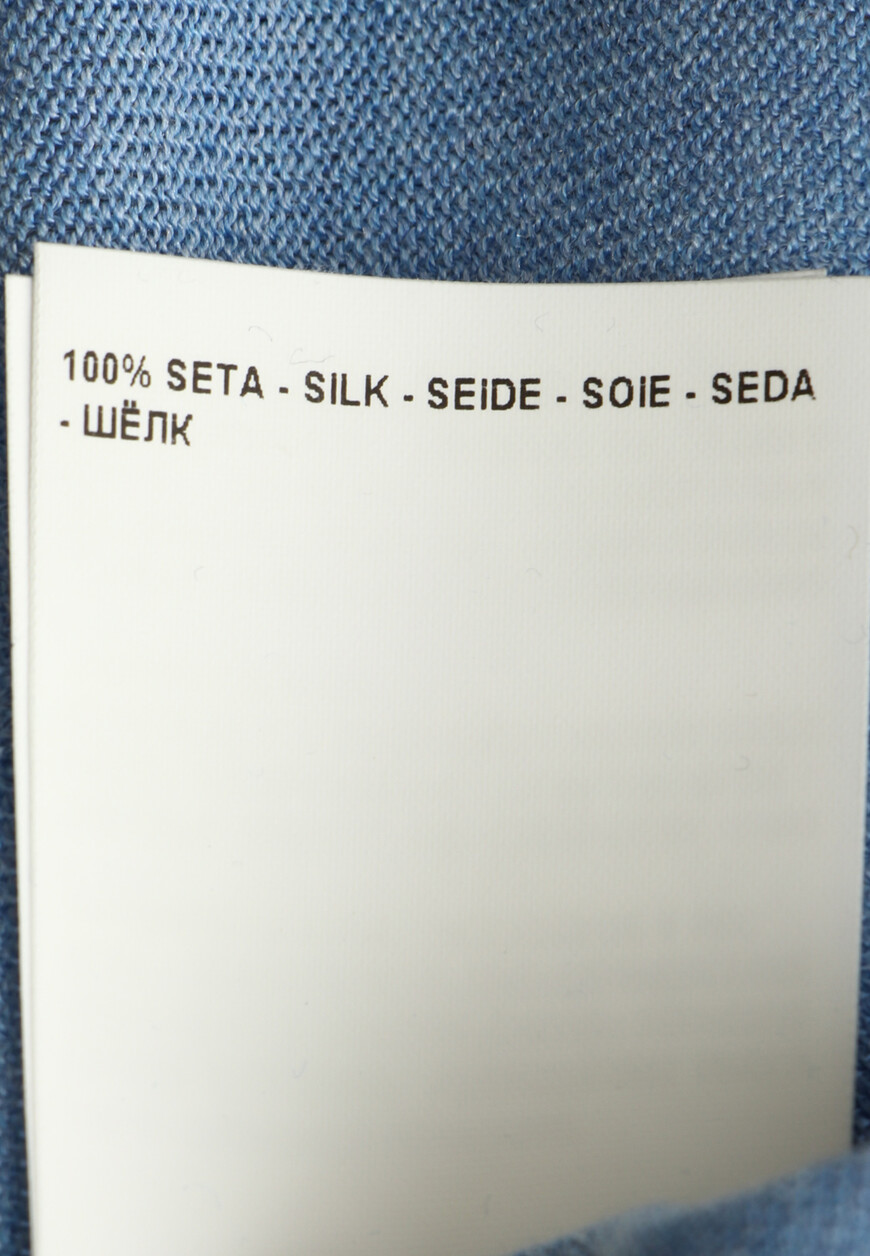 100% SETA - SILK - SEIDE - SOIE - SEDA
- ШЁЛК